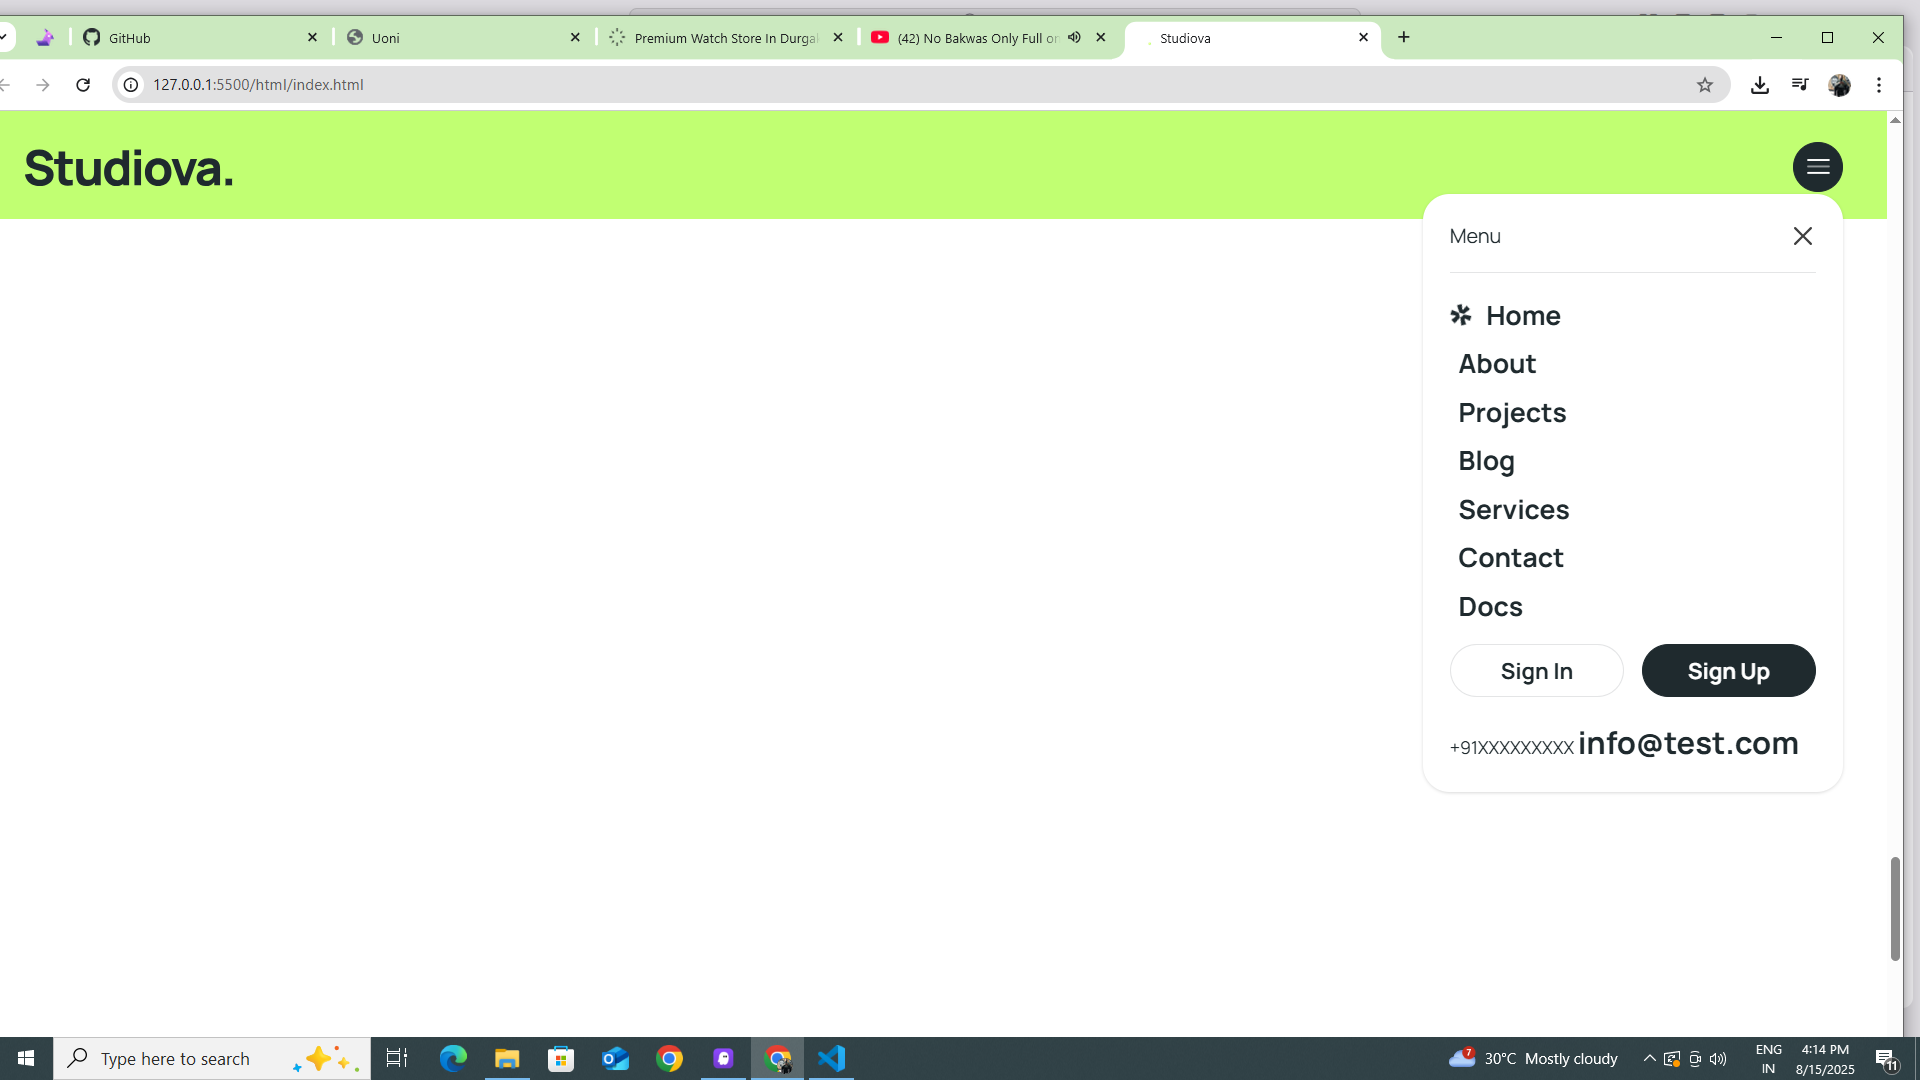 GitHub
Uoni
Premium Watch Store In Durga
(42) No Bakwas Only Full on
Studiova
127.0.0.1:5500/html/index.html
Studiova.
Menu
Home
About
Projects
Blog
Services
Contact
Docs
Sign In Sign Up
+91XXXXXXXXX info@test.com
Type here to search
7
30°C Mostly cloudy
ENG
IN
4:14 PM
8/15/2025
11